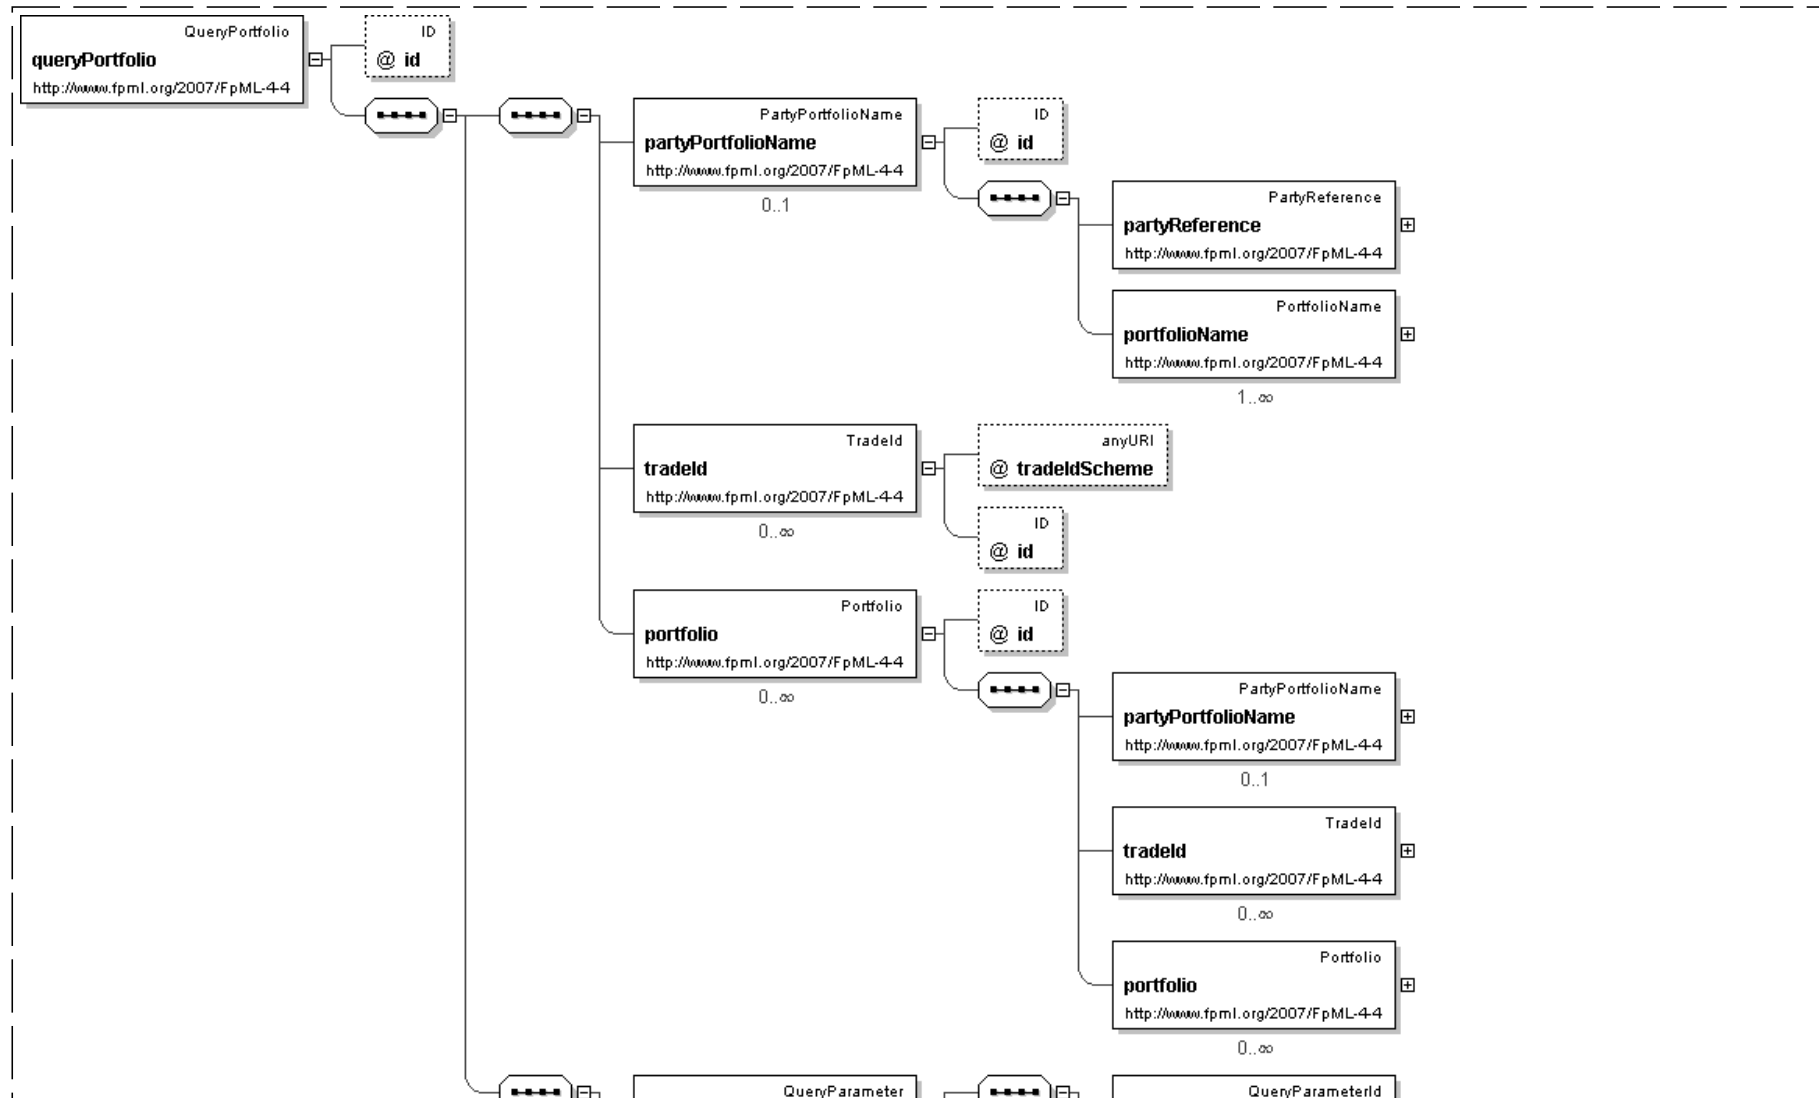 QueryPortfolio
queryPortfolio
http://www.fpml.org/2007/FpML-4-4
ID
@ id
PartyPortfolioName
partyPortfolioName
http://www.fpml.org/2007/FpML-4-4
0..1
ID
@ id
PartyReference
partyReference
http://www.fpml.org/2007/FpML-4-4
PortfolioName
portfolioName
http://www.fpml.org/2007/FpML-4-4
1..∞
TradeId
tradeId
http://www.fpml.org/2007/FpML-4-4
0..∞
anyURI
@ tradeIdScheme
ID
@ id
Portfolio
portfolio
http://www.fpml.org/2007/FpML-4-4
0..∞
ID
@ id
PartyPortfolioName
partyPortfolioName
http://www.fpml.org/2007/FpML-4-4
0..1
TradeId
tradeId
http://www.fpml.org/2007/FpML-4-4
0..∞
Portfolio
portfolio
http://www.fpml.org/2007/FpML-4-4
0..∞
QueryParameter
QueryParameterId